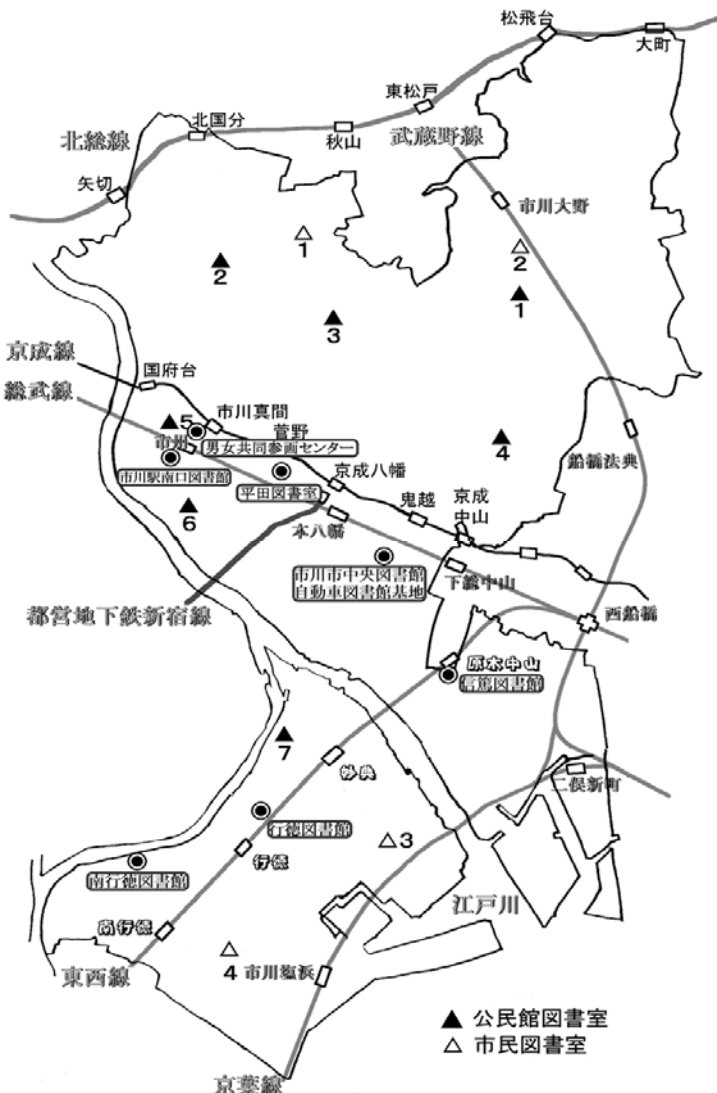 松飛台
大町
東松戸
北国分
秋山
北総線
武蔵野線
矢切
市川大野
1
2
2
1
3
京成線
国府台
総武線
市川真間
5
菅野
市川
男女共同参画センター
4
船橋法典
市川駅南口図書館
平田図書室
京成八幡
鬼越
京成
中山
6
本八幡
市川市中央図書館
自動車図書館基地
下総中山
都営地下鉄新宿線
西船橋
原木中山
信篤図書館
7
妙典
二俣新町
行徳図書館
3
行徳
南行徳図書館
江戸川
南行徳
4
市川塩浜
東西線
▲ 公民館図書室
△ 市民図書室
京葉線